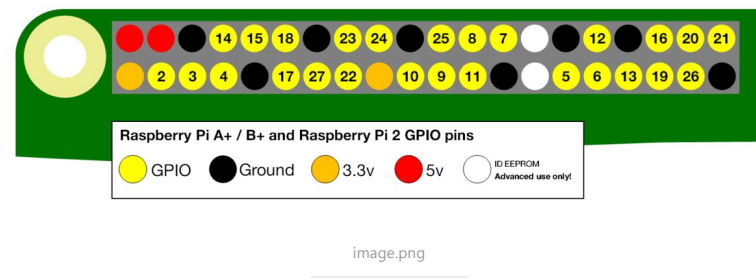 14 15 18 23 24 25 8 7 12 16 20 21
2 3 4 17 27 22 10 9 11 5 6 13 19 26
Raspberry Pi A+ / B+ and Raspberry Pi 2 GPIO pins
GPIO Ground 3.3v 5v ID EEPROM
Advanced use only!
image.png